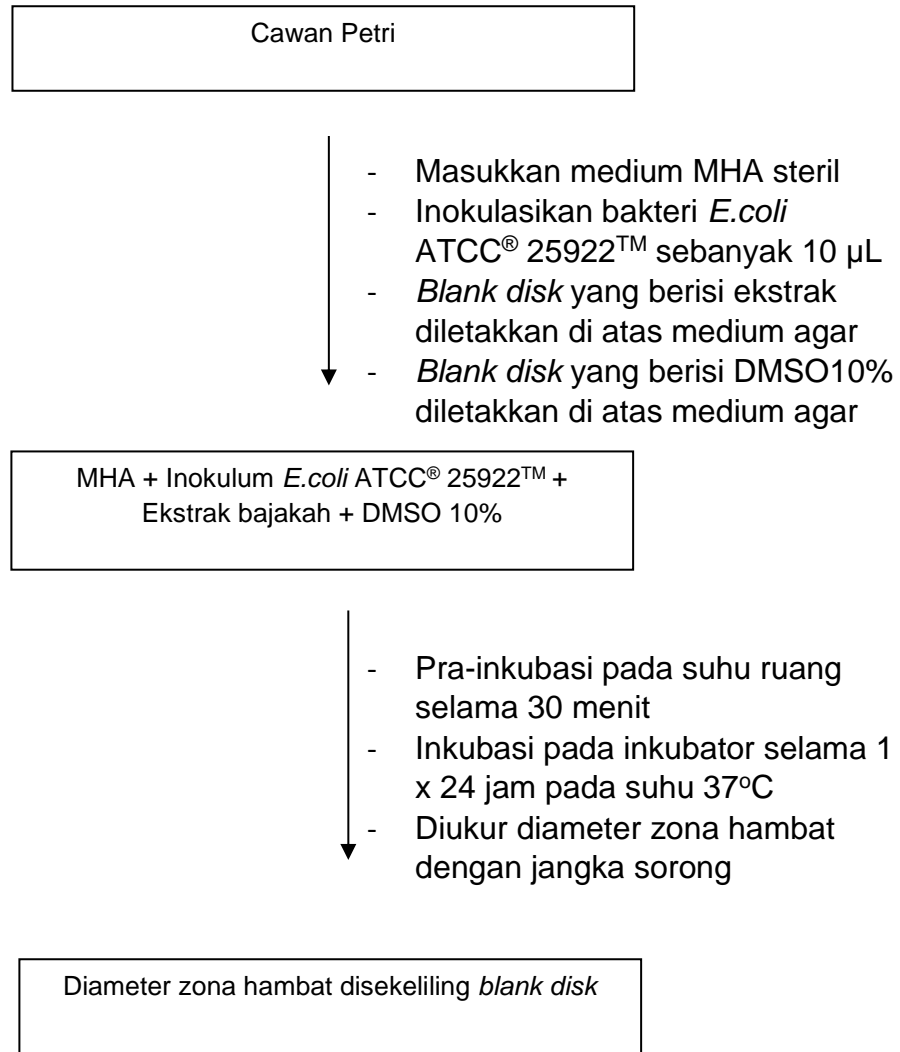 Cawan Petri
- Masukkan medium MHA steril
- Inokulasikan bakteri E.coli
ATCC® 25922TM sebanyak 10 µL
- Blank disk yang berisi ekstrak
diletakkan di atas medium agar
- Blank disk yang berisi DMSO10%
diletakkan di atas medium agar
MHA + Inokulum E.coli ATCC® 25922TM +
Ekstrak bajakah + DMSO 10%
- Pra-inkubasi pada suhu ruang
selama 30 menit
- Inkubasi pada inkubator selama 1
x 24 jam pada suhu 37oC
- Diukur diameter zona hambat
dengan jangka sorong
Diameter zona hambat disekeliling blank disk